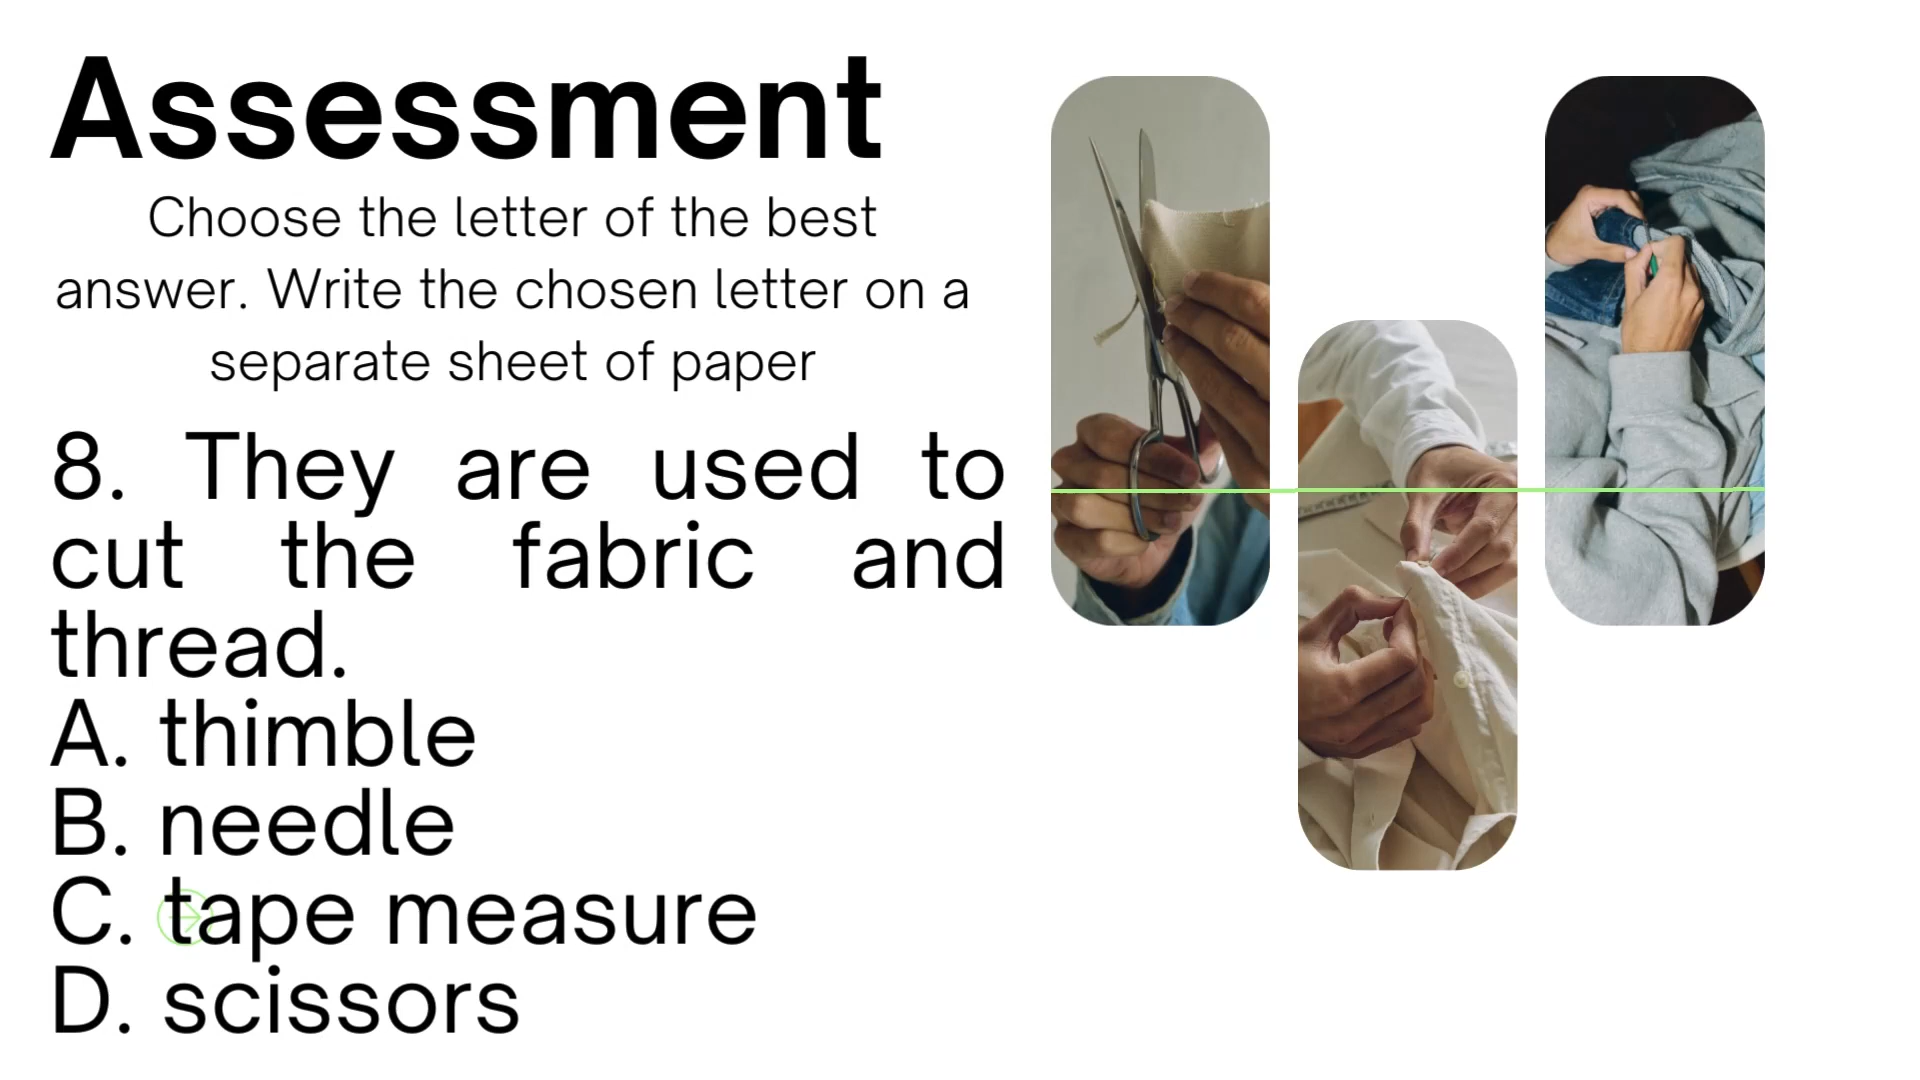 Assessment
Choose the letter of the best
answer. Write the chosen letter on a
separate sheet of paper
8. They are used to
cut the fabric and
thread.
A. thimble
B. needle
C. tape measure
D. scissors